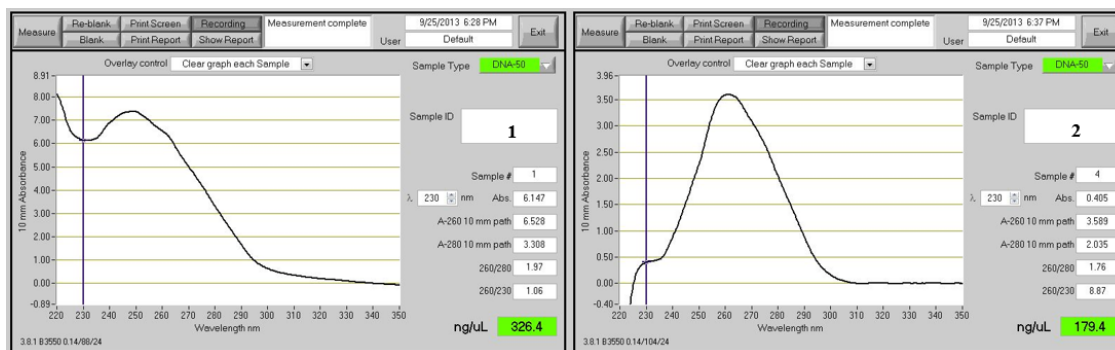 Measure Re-blank Print Screen Recording Measurement complete 9/25/2013 6:28 PM Exit
Blank Print Report Show Report User Default
Overlay control Clear graph each Sample Sample Type DNA-50
8.91
8.00
7.00
6.00
5.00
4.00
3.00
2.00
1.00
0.00
-0.89
10 mm Absorbance
220 230 240 250 260 270 280 290 300 310 320 330 340 350
Wavelength nm
Sample ID 1
Sample # 1
λ 230 nm Abs. 6.147
A-260 10 mm path 6.528
A-280 10 mm path 3.308
260/280 1.97
260/230 1.06
ng/uL 326.4
3.8.1 B3550 0.14/88/24
Measure Re-blank Print Screen Recording Measurement complete 9/25/2013 6:37 PM Exit
Blank Print Report Show Report User Default
Overlay control Clear graph each Sample Sample Type DNA-50
3.96
3.50
3.00
2.50
2.00
1.50
1.00
0.50
0.00
-0.40
10 mm Absorbance
220 230 240 250 260 270 280 290 300 310 320 330 340 350
Wavelength nm
Sample ID 2
Sample # 4
λ 230 nm Abs. 0.405
A-260 10 mm path 3.589
A-280 10 mm path 2.035
260/280 1.76
260/230 8.87
ng/uL 179.4
3.8.1 B3550 0.14/104/24